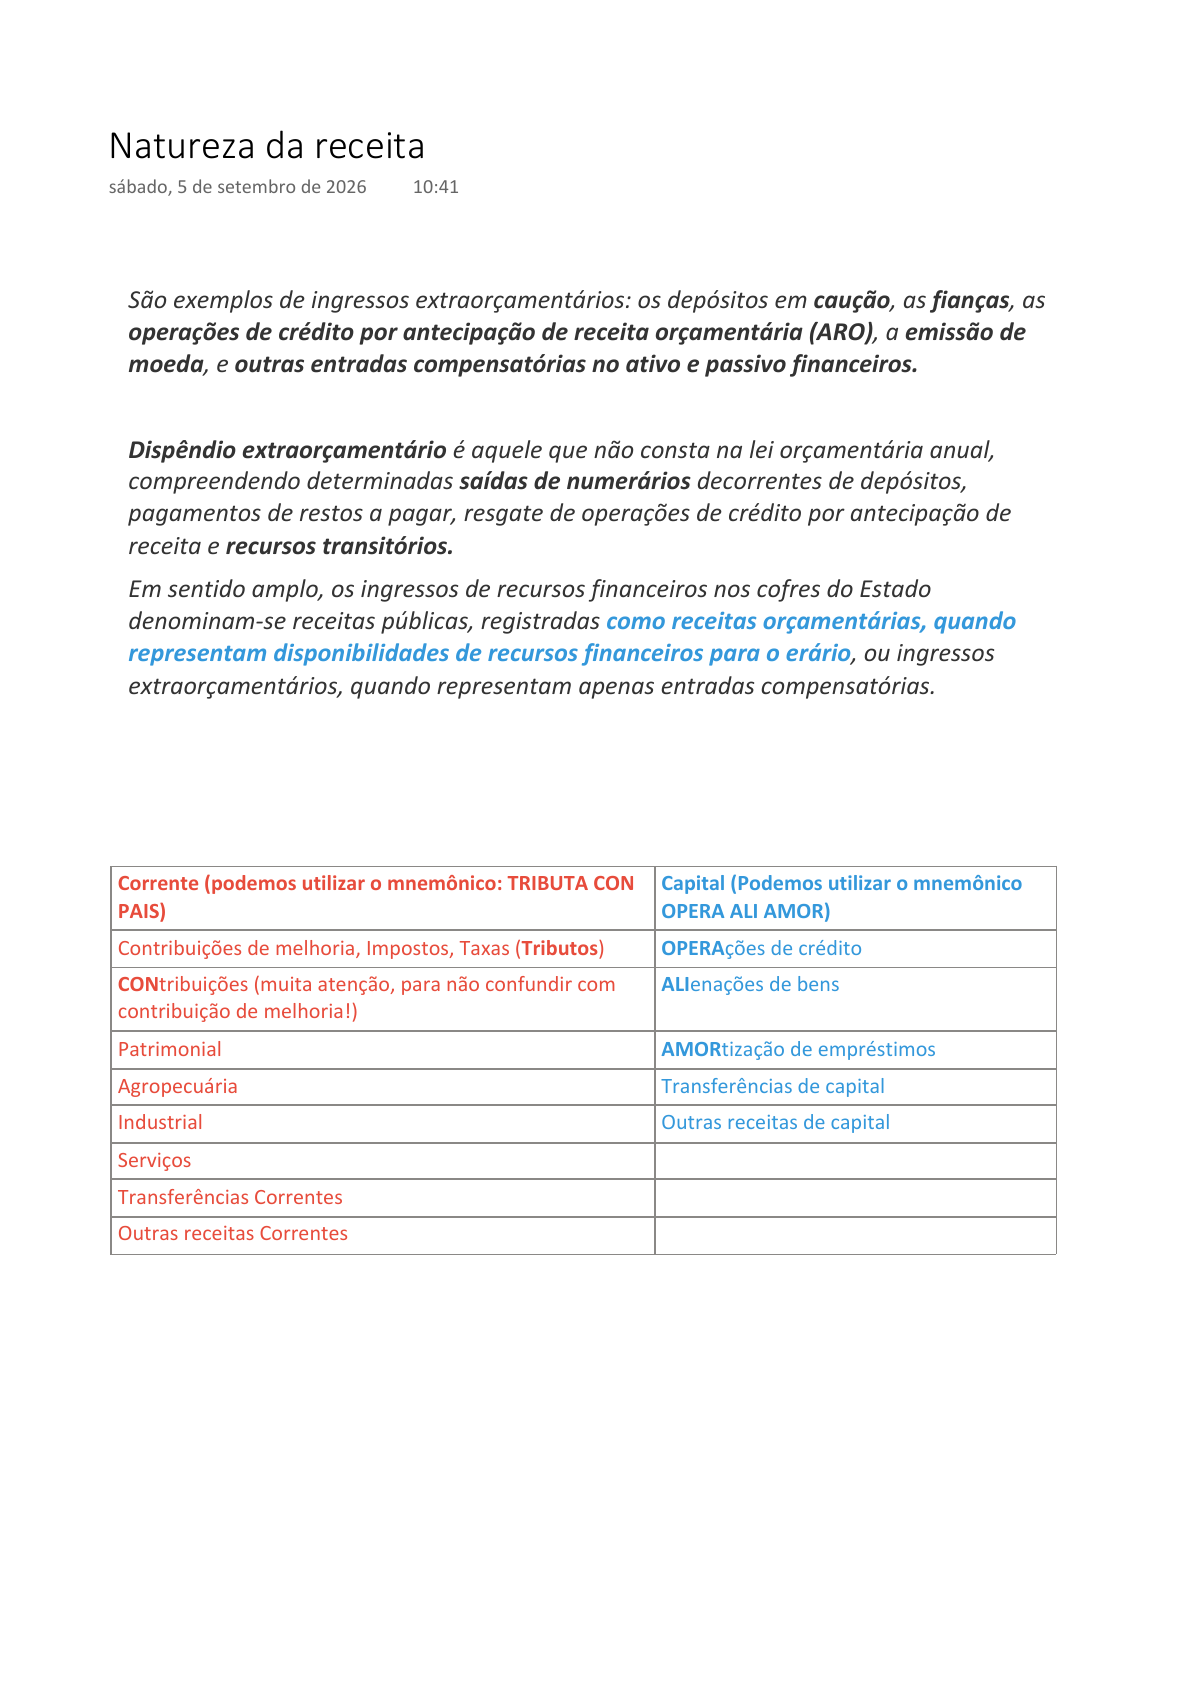 Natureza da receita
sábado, 5 de setembro de 2026 10:41
São exemplos de ingressos extraorçamentários: os depósitos em caução, as fianças, as
operações de crédito por antecipação de receita orçamentária (ARO), a emissão de
moeda, e outras entradas compensatórias no ativo e passivo financeiros.
Dispêndio extraorçamentário é aquele que não consta na lei orçamentária anual,
compreendendo determinadas saídas de numerários decorrentes de depósitos,
pagamentos de restos a pagar, resgate de operações de crédito por antecipação de
receita e recursos transitórios.
Em sentido amplo, os ingressos de recursos financeiros nos cofres do Estado
denominam-se receitas públicas, registradas como receitas orçamentárias, quando
representam disponibilidades de recursos financeiros para o erário, ou ingressos
extraorçamentários, quando representam apenas entradas compensatórias.
Corrente (podemos utilizar o mnemônico: TRIBUTA CON
PAIS)
Capital (Podemos utilizar o mnemônico
OPERA ALI AMOR)
Contribuições de melhoria, Impostos, Taxas (Tributos)
OPERAções de crédito
CONtribuições (muita atenção, para não confundir com
contribuição de melhoria!)
ALIenações de bens
Patrimonial
AMORtização de empréstimos
Agropecuária
Transferências de capital
Industrial
Outras receitas de capital
Serviços
Transferências Correntes
Outras receitas Correntes